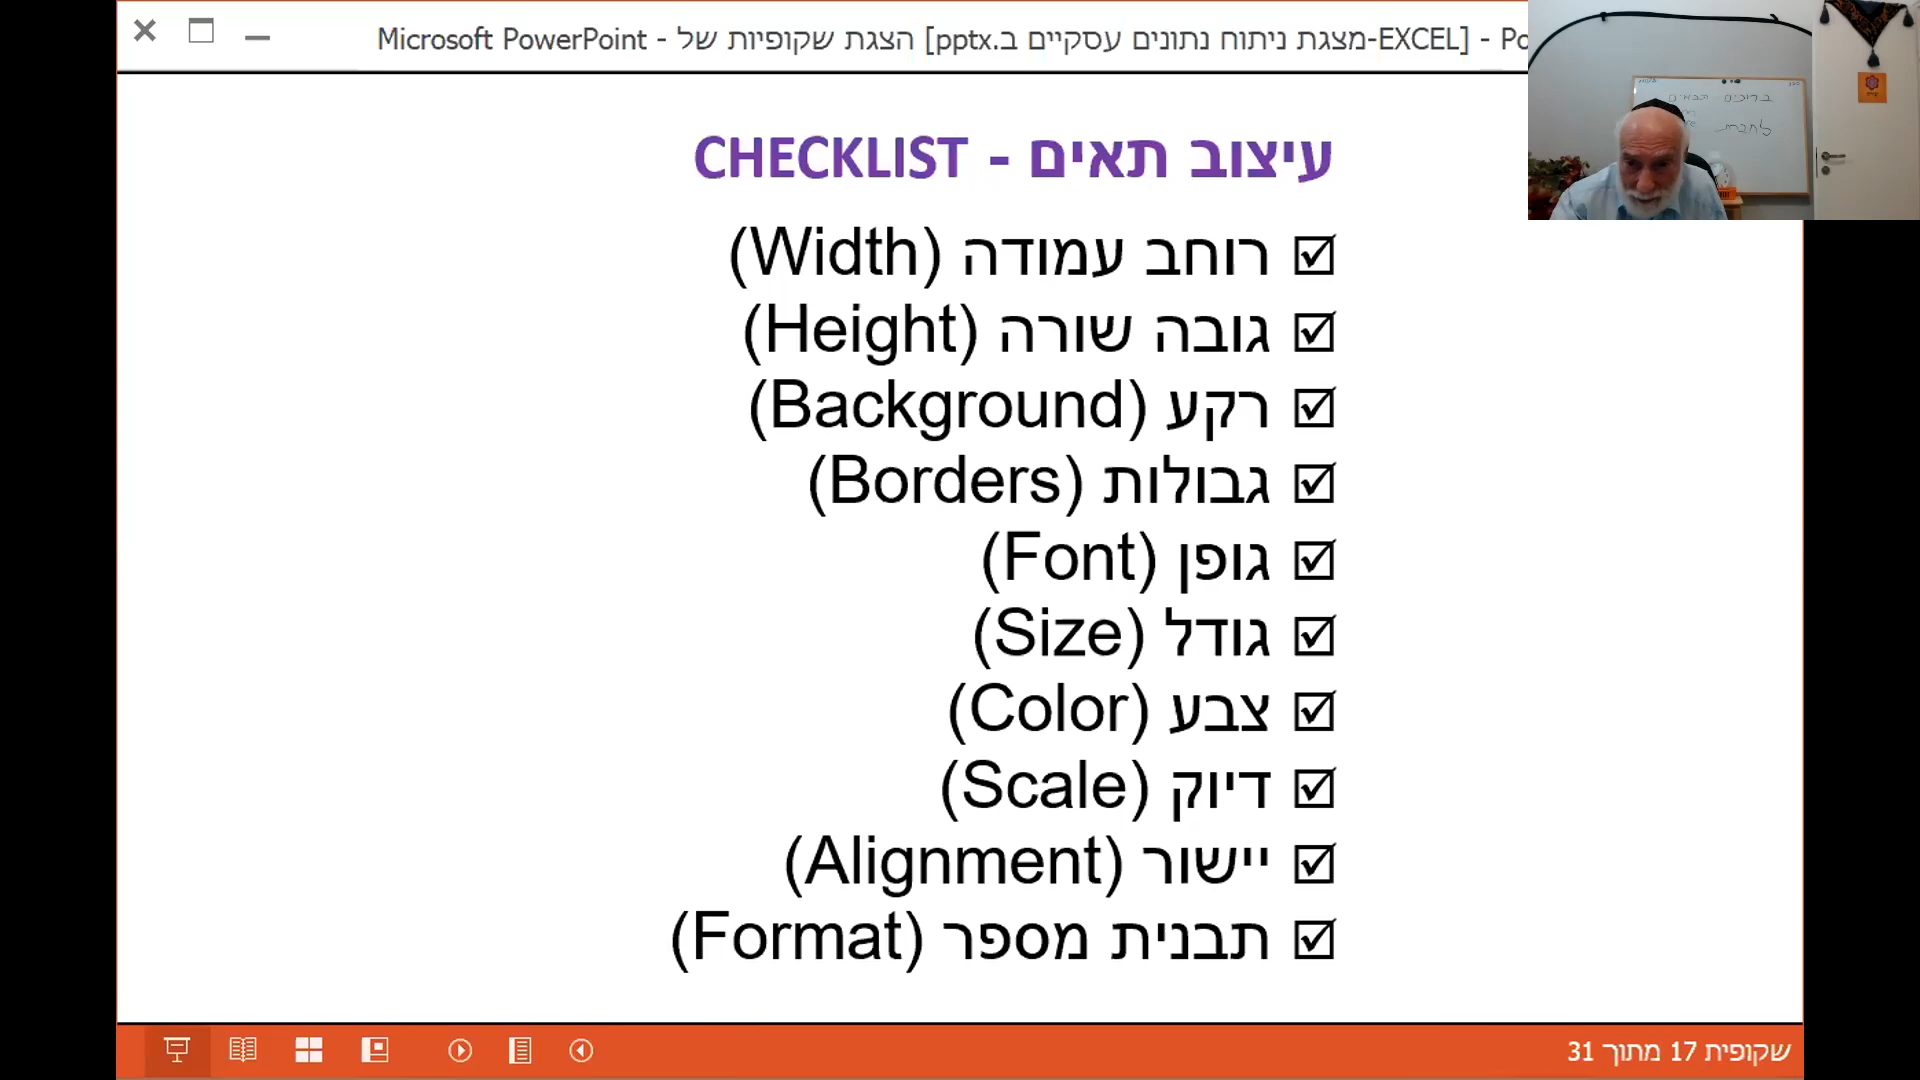 Microsoft PowerPoint - הצגת שקופיות של [מצגת ניתוח נתונים עסקיים ב-EXCEL.pptx] - Po
ברוכים הבאים
עיצוב תאים - CHECKLIST
☑ רוחב עמודה (Width)
☑ גובה שורה (Height)
☑ רקע (Background)
☑ גבולות (Borders)
☑ גופן (Font)
☑ גודל (Size)
☑ צבע (Color)
☑ דיוק (Scale)
☑ יישור (Alignment)
☑ תבנית מספר (Format)
שקופית 17 מתוך 31